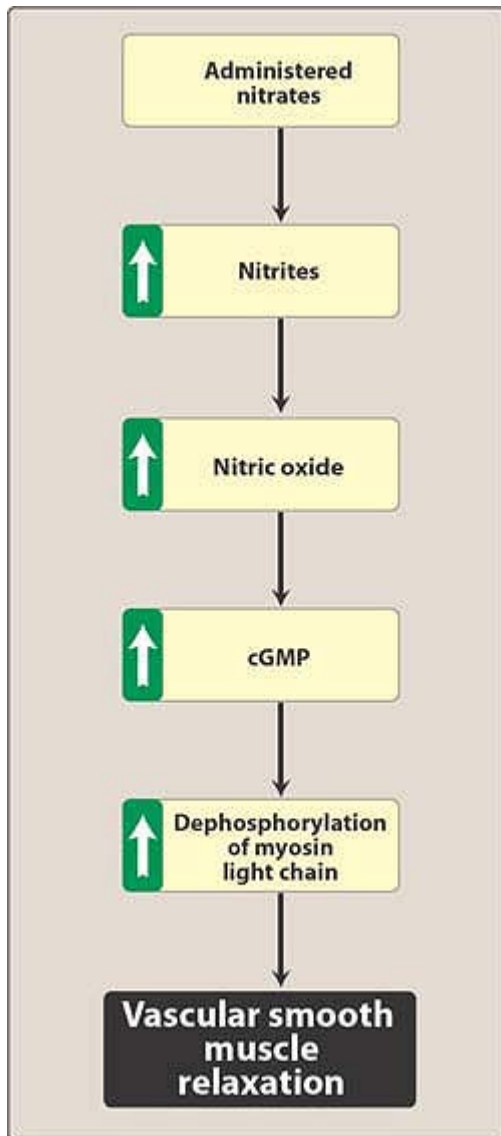 Administered
nitrates
Nitrites
Nitric oxide
cGMP
Dephosphorylation
of myosin
light chain
Vascular smooth
muscle
relaxation